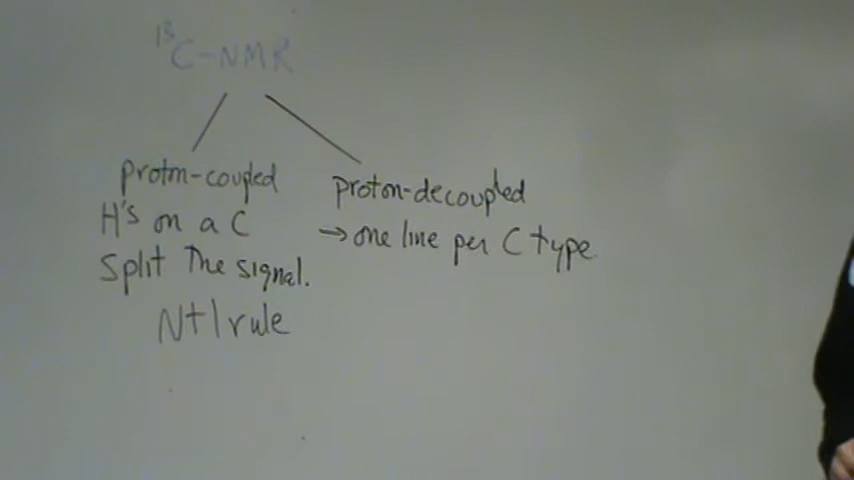 13C-NMR
proton-coupled
H's on a C
Split The signal.
N+1 rule
proton-decoupled
→ one line per C type.